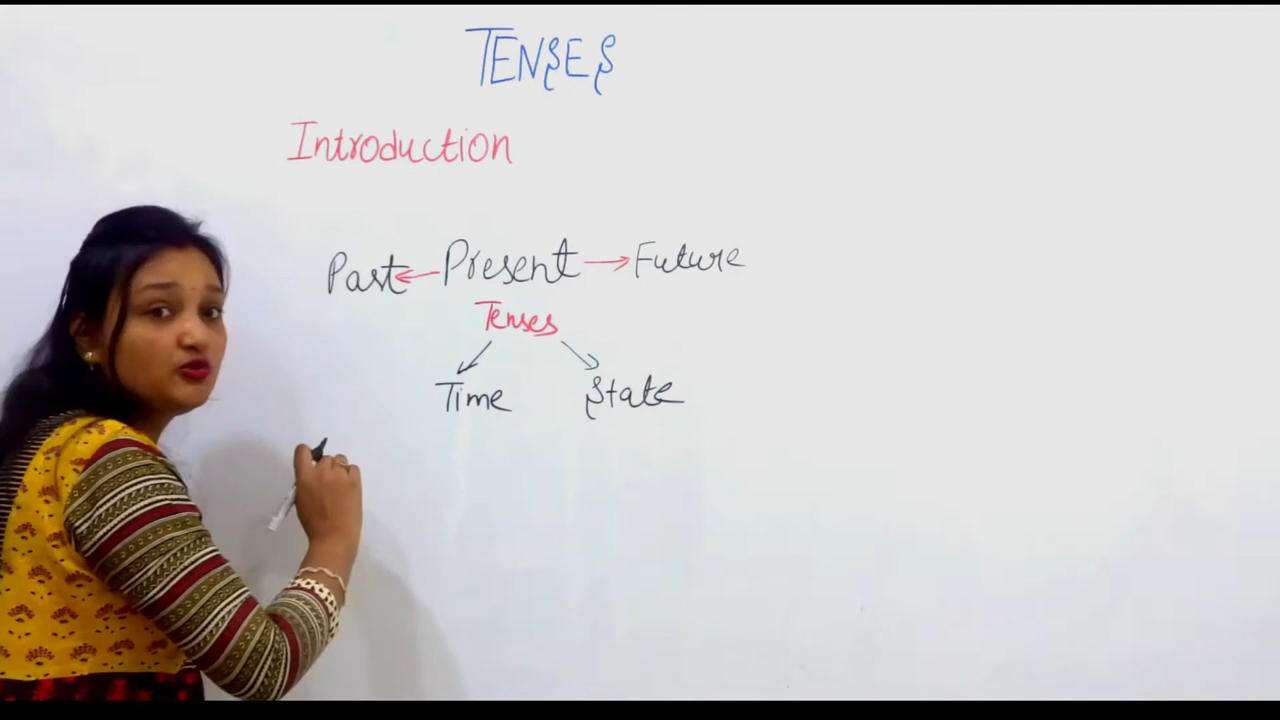 TENSES
Introduction
Past ← Present → Future
Tenses
Time State